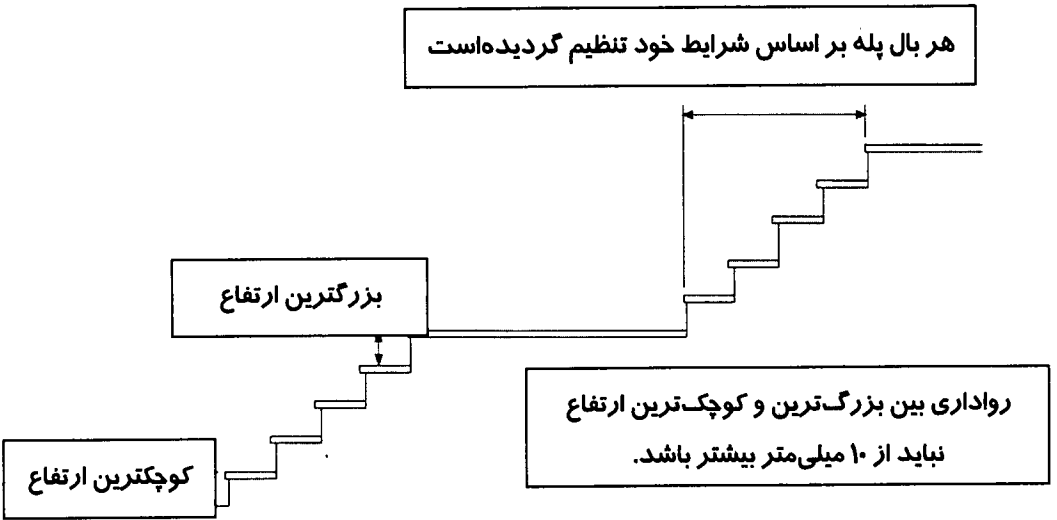 هر بال پله بر اساس شرایط خود تنظیم گردیده‌است
بزرگترین ارتفاع
رواداری بین بزرگ‌ترین و کوچک‌ترین ارتفاع
نباید از ۱۰ میلی‌متر بیشتر باشد.
کوچکترین ارتفاع